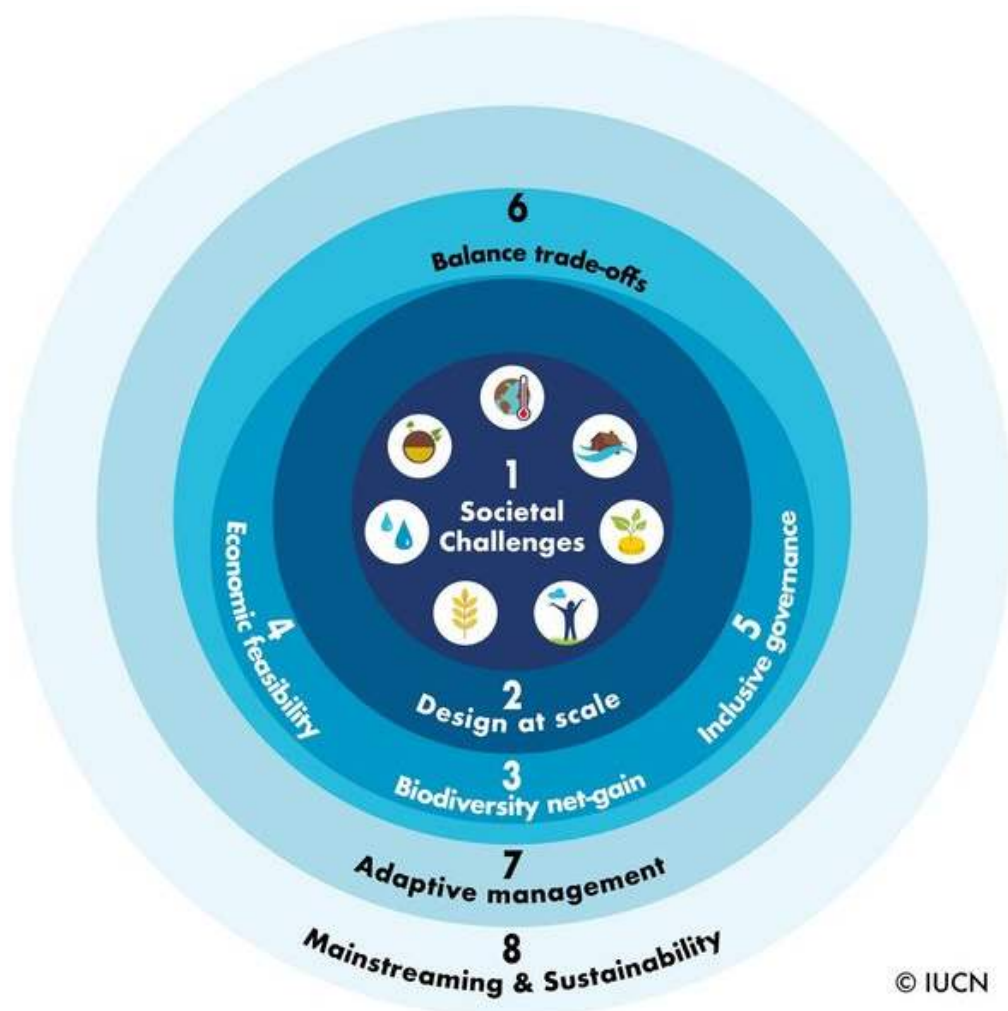 6
Balance trade-offs
1
Societal
Challenges
4
Economic feasibility
5
Inclusive governance
2
Design at scale
3
Biodiversity net-gain
7
Adaptive management
8
Mainstreaming & Sustainability
© IUCN